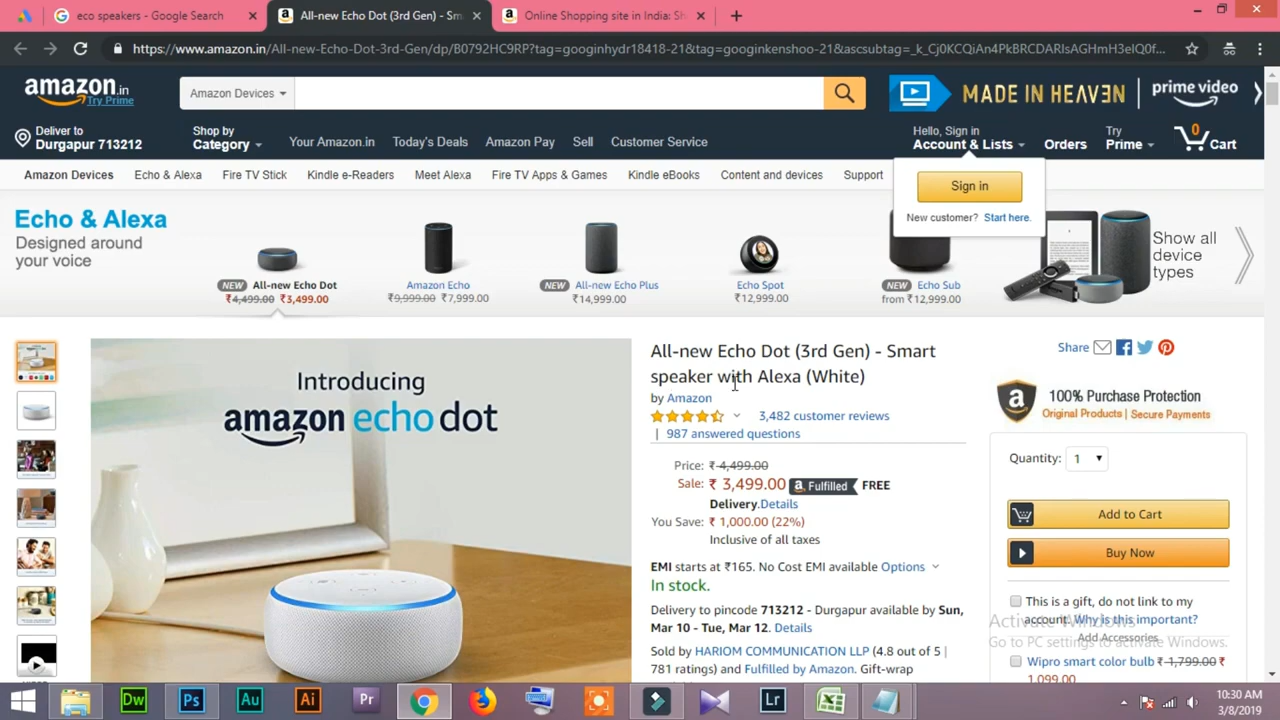 eco speakers - Google Search
All-new Echo Dot (3rd Gen) - Sm
Online Shopping site in India: Sh
https://www.amazon.in/All-new-Echo-Dot-3rd-Gen/dp/B0792HC9RP?tag=googinhydr18418-21&tag=googinkenshoo-21&ascsubtag=_k_Cj0KCQiAn4PkBRCDARIsAGHmH3elQ0f...
amazon.in
Try Prime
Amazon Devices
MADE IN HEAVEN
prime video
Deliver to
Durgapur 713212
Shop by
Category
Your Amazon.in
Today's Deals
Amazon Pay
Sell
Customer Service
Hello, Sign in
Account & Lists
Orders
Try
Prime
0
Cart
Amazon Devices
Echo & Alexa
Fire TV Stick
Kindle e-Readers
Meet Alexa
Fire TV Apps & Games
Kindle eBooks
Content and devices
Support
Sign in
New customer? Start here.
Echo & Alexa
Designed around
your voice
NEW All-new Echo Dot
₹4,499.00 ₹3,499.00
Amazon Echo
₹9,999.00 ₹7,999.00
NEW All-new Echo Plus
₹14,999.00
Echo Spot
₹12,999.00
NEW Echo Sub
from ₹12,999.00
Show all
device
types
Introducing
amazon echo dot
All-new Echo Dot (3rd Gen) - Smart
speaker with Alexa (White)
by Amazon
3,482 customer reviews
| 987 answered questions
Price: ₹ 4,499.00
Sale: ₹ 3,499.00 a Fulfilled FREE
Delivery.Details
You Save: ₹ 1,000.00 (22%)
Inclusive of all taxes
EMI starts at ₹165. No Cost EMI available Options
In stock.
Delivery to pincode 713212 - Durgapur available by Sun,
Mar 10 - Tue, Mar 12. Details
Sold by HARIOM COMMUNICATION LLP (4.8 out of 5 |
781 ratings) and Fulfilled by Amazon. Gift-wrap
Share
100% Purchase Protection
Original Products | Secure Payments
Quantity: 1
Add to Cart
Buy Now
This is a gift, do not link to my
account. Why is this important?
Add Accessories
Wipro smart color bulb ₹ 1,799.00 ₹
1,099.00
Activate Windows
Go to PC settings to activate Windows.
Dw
Ps
Au
Ai
Pr
Lr
10:30 AM
3/8/2019